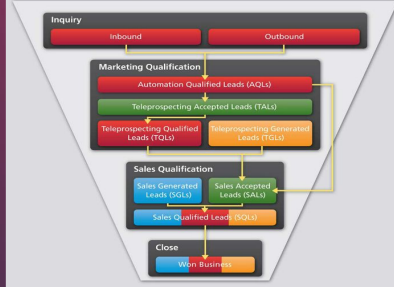 Inquiry
Inbound
Outbound
Marketing Qualification
Automation Qualified Leads (AQLs)
Teleprospecting Accepted Leads (TALs)
Teleprospecting Qualified
Leads (TQLs)
Teleprospecting Generated
Leads (TGLs)
Sales Qualification
Sales Generated
Leads (SGLs)
Sales Accepted
Leads (SALs)
Sales Qualified Leads (SQLs)
Close
Won Business